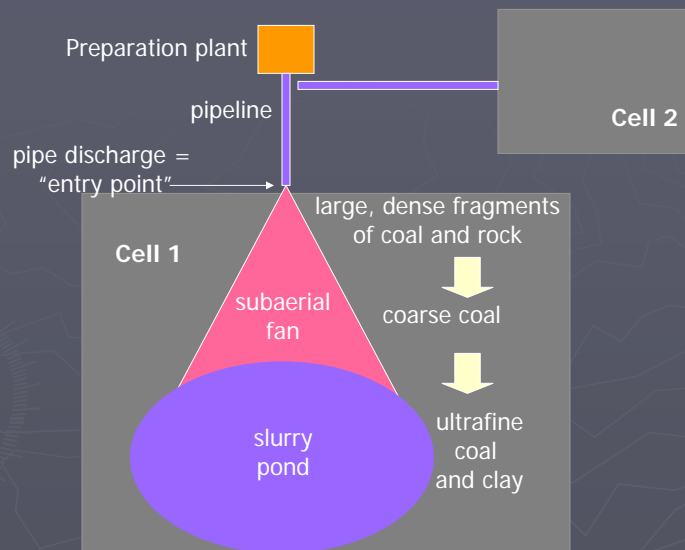 Preparation plant
pipeline
Cell 2
pipe discharge =
“entry point”
large, dense fragments
of coal and rock
Cell 1
subaerial
fan
coarse coal
slurry
pond
ultrafine
coal
and clay